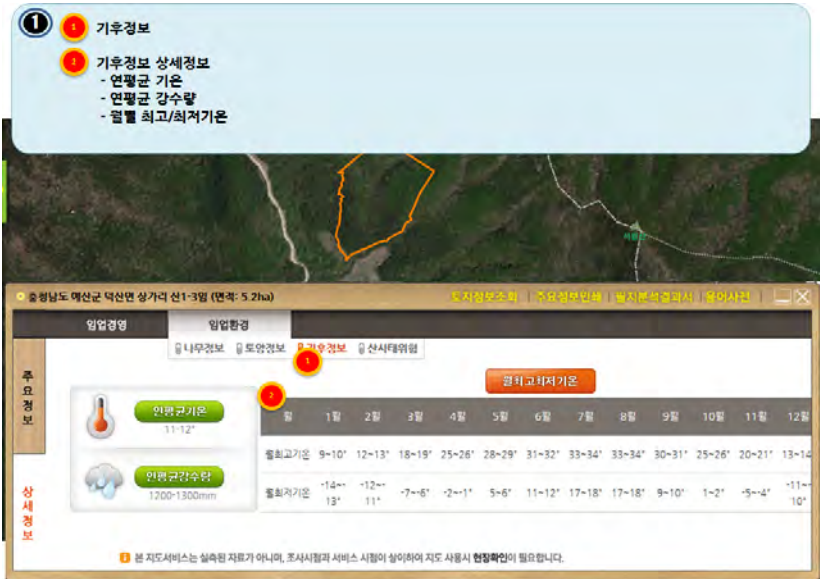 1
1 기후정보
2 기후정보 상세정보
- 연평균 기온
- 연평균 강수량
- 월별 최고/최저기온
충청남도 예산군 덕산면 상가리 산1-3임 (면적: 5.2ha)
토지정보조회 | 주요정보인쇄 | 필지분석결과서 | 용어사전 |
임업경영 임업환경
나무정보 토양정보 기후정보 산사태위험
1
주요정보
상세정보
월최고최저기온
2
연평균기온
11-12°
연평균강수량
1200-1300mm
월 1월 2월 3월 4월 5월 6월 7월 8월 9월 10월 11월 12월
월최고기온 9~10° 12~13° 18~19° 25~26° 28~29° 31~32° 33~34° 33~34° 30~31° 25~26° 20~21° 13~14
월최저기온 -14~-13° -12~-11° -7~-6° -2~-1° 5~6° 11~12° 17~18° 17~18° 9~10° 1~2° -5~-4° -11~-10°
본 지도서비스는 실측된 자료가 아니며, 조사시점과 서비스 시점이 상이하여 지도 사용시 현장확인이 필요합니다.